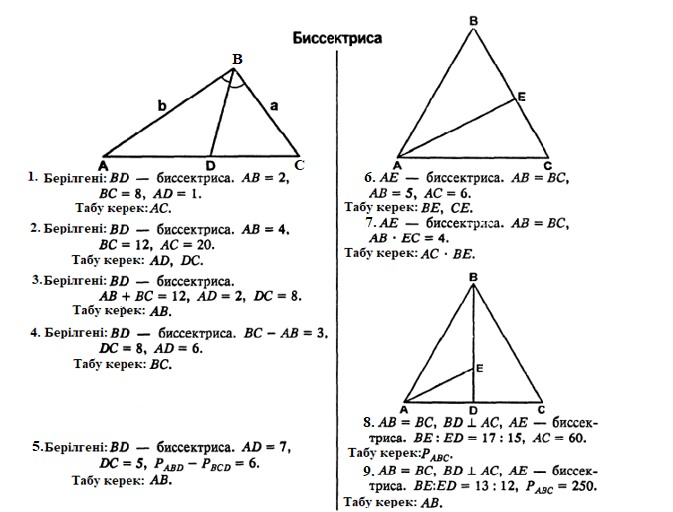 Биссектриса
B
b
a
A
D
C
1. Берілгені: BD — биссектриса. AB = 2,
BC = 8, AD = 1.
Табу керек: AC.
2. Берілгені: BD — биссектриса. AB = 4,
BC = 12, AC = 20.
Табу керек: AD, DC.
3. Берілгені: BD — биссектриса.
AB + BC = 12, AD = 2, DC = 8.
Табу керек: AB.
4. Берілгені: BD — биссектриса. BC − AB = 3,
DC = 8, AD = 6.
Табу керек: BC.
5. Берілгені: BD — биссектриса. AD = 7,
DC = 5, P_ABD − P_BCD = 6.
Табу керек: AB.
B
E
A
C
6. AE — биссектриса. AB = BC,
AB = 5, AC = 6.
Табу керек: BE, CE.
7. AE — биссектриса. AB = BC,
AB · EC = 4.
Табу керек: AC · BE.
B
E
A
D
C
8. AB = BC, BD ⊥ AC, AE — биссек-
триса. BE : ED = 17 : 15, AC = 60.
Табу керек: P_ABC.
9. AB = BC, BD ⊥ AC, AE — биссек-
триса. BE:ED = 13 : 12, P_ABC = 250.
Табу керек: AB.